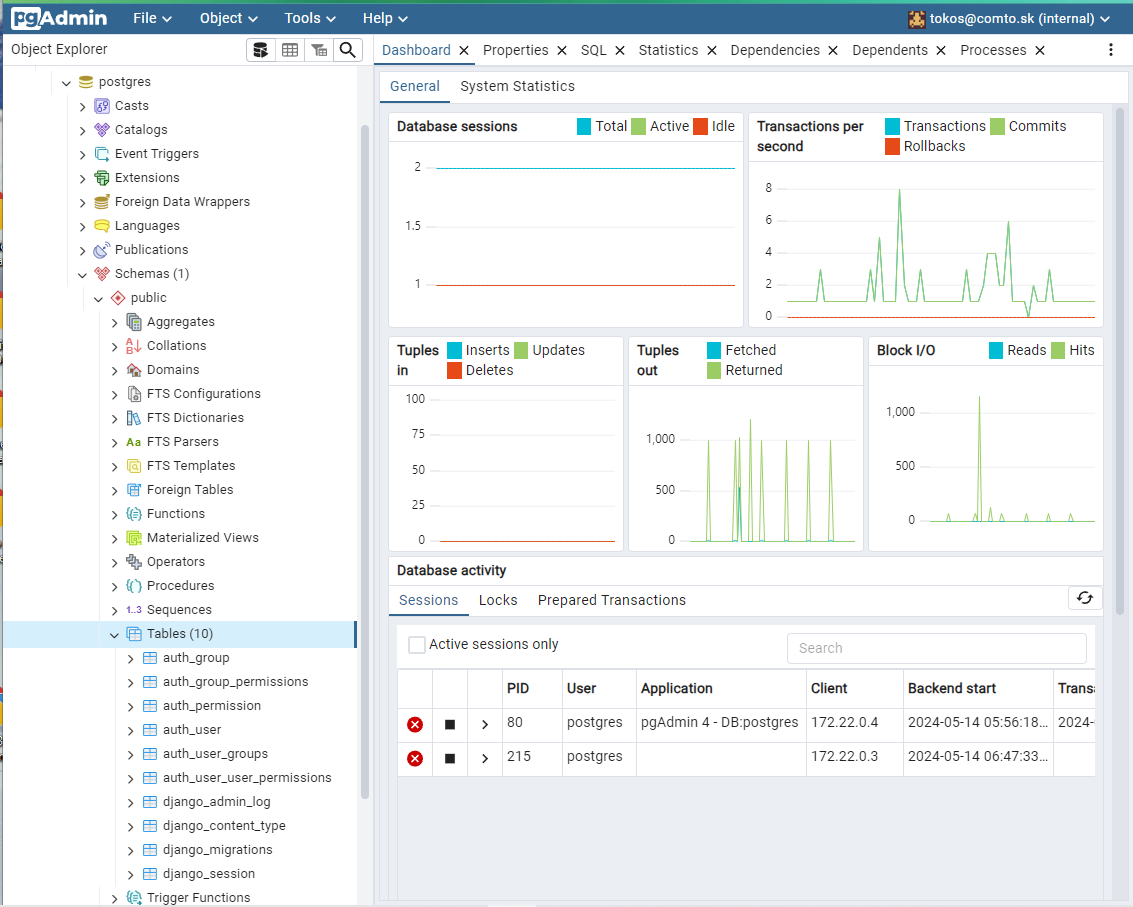 pgAdmin File Object Tools Help tokos@comto.sk (internal)
Object Explorer
Dashboard Properties SQL Statistics Dependencies Dependents Processes
postgres
Casts
Catalogs
Event Triggers
Extensions
Foreign Data Wrappers
Languages
Publications
Schemas (1)
public
Aggregates
Collations
Domains
FTS Configurations
FTS Dictionaries
Aa FTS Parsers
FTS Templates
Foreign Tables
Functions
Materialized Views
Operators
Procedures
1..3 Sequences
Tables (10)
auth_group
auth_group_permissions
auth_permission
auth_user
auth_user_groups
auth_user_user_permissions
django_admin_log
django_content_type
django_migrations
django_session
Trigger Functions
General System Statistics
Database sessions Total Active Idle
2
1.5
1
Transactions per second Transactions Commits
Rollbacks
8
6
4
2
0
Tuples in Inserts Updates
Deletes
100
75
50
25
0
Tuples out Fetched
Returned
1,000
500
0
Block I/O Reads Hits
1,000
500
0
Database activity
Sessions Locks Prepared Transactions
Active sessions only Search
PID User Application Client Backend start Transa
80 postgres pgAdmin 4 - DB:postgres 172.22.0.4 2024-05-14 05:56:18... 2024-
215 postgres 172.22.0.3 2024-05-14 06:47:33...